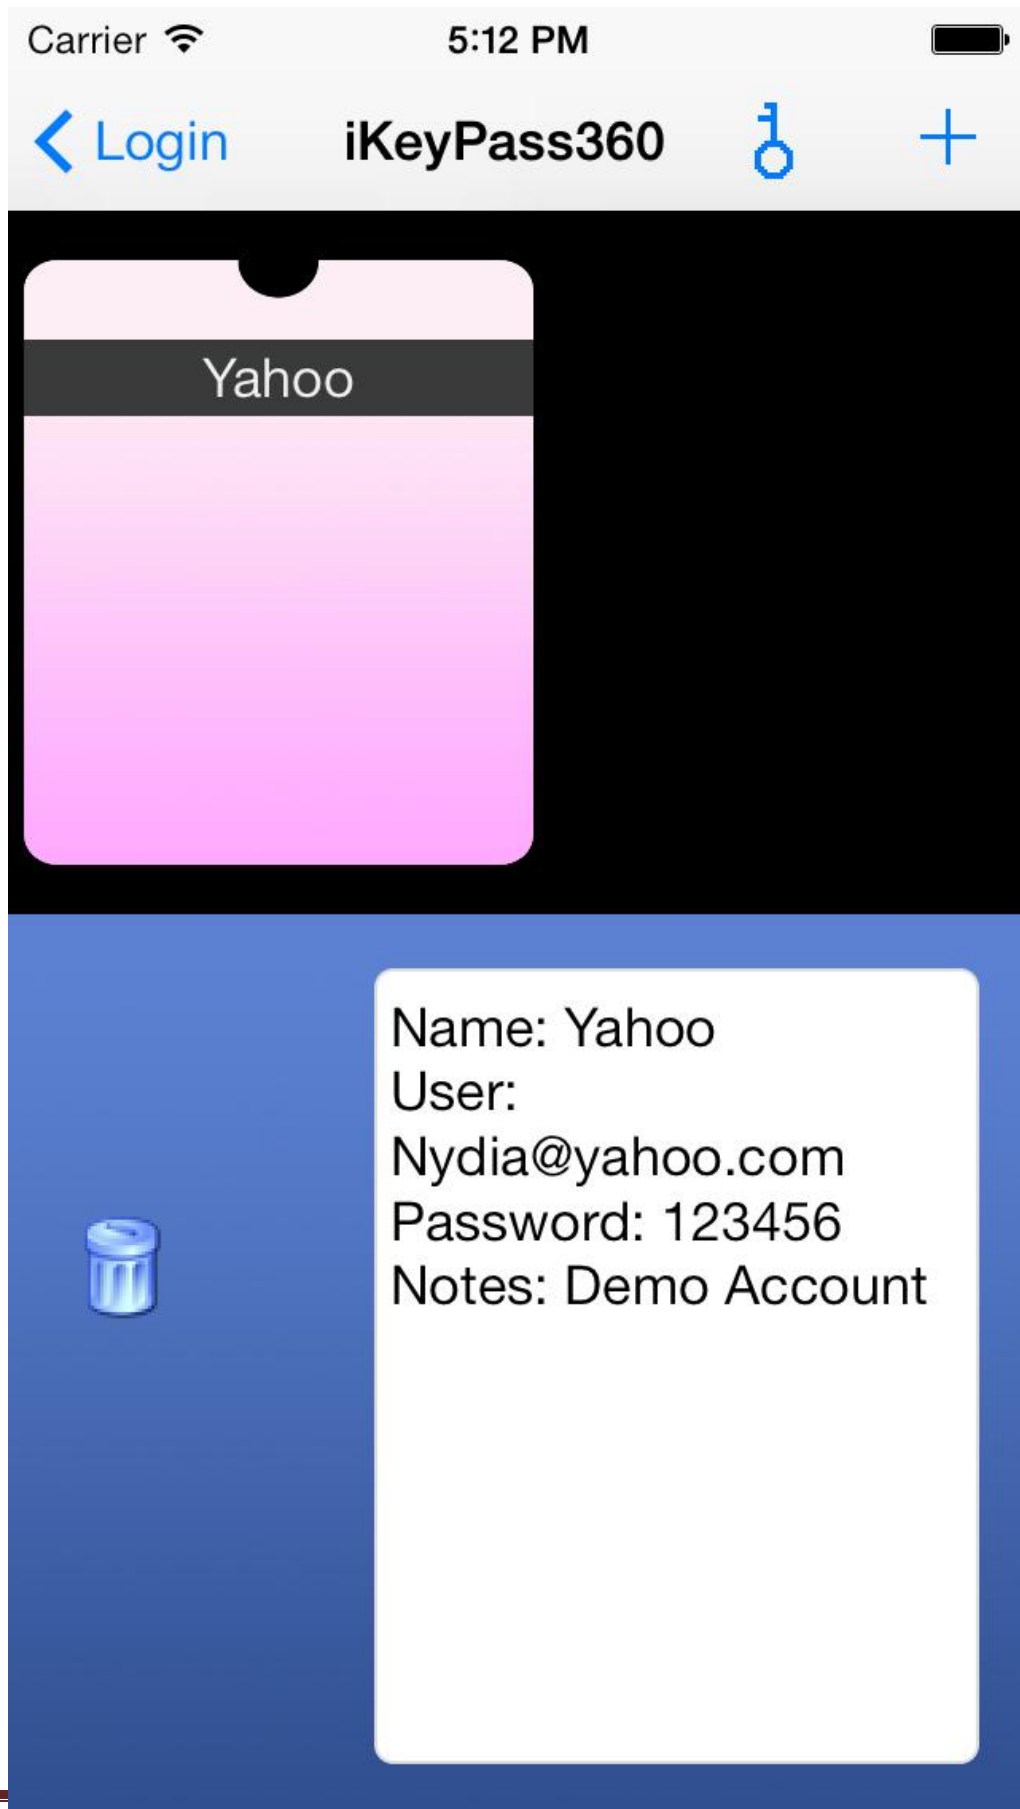 Carrier 5:12 PM
Login iKeyPass360
Yahoo
Name: Yahoo
User:
Nydia@yahoo.com
Password: 123456
Notes: Demo Account